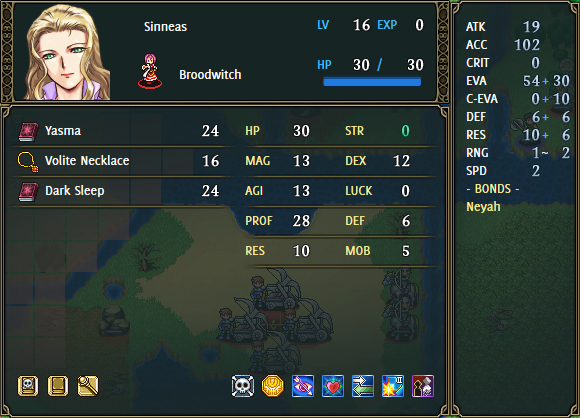 Sinneas
LV 16 EXP 0
Broodwitch
HP 30 / 30
Yasma 24
Volite Necklace 16
Dark Sleep 24
HP 30 STR 0
MAG 13 DEX 12
AGI 13 LUCK 0
PROF 28 DEF 6
RES 10 MOB 5
III
ATK 19
ACC 102
CRIT 0
EVA 54+ 30
C-EVA 0+ 10
DEF 6+ 6
RES 10+ 6
RNG 1~ 2
SPD 2
- BONDS -
Neyah